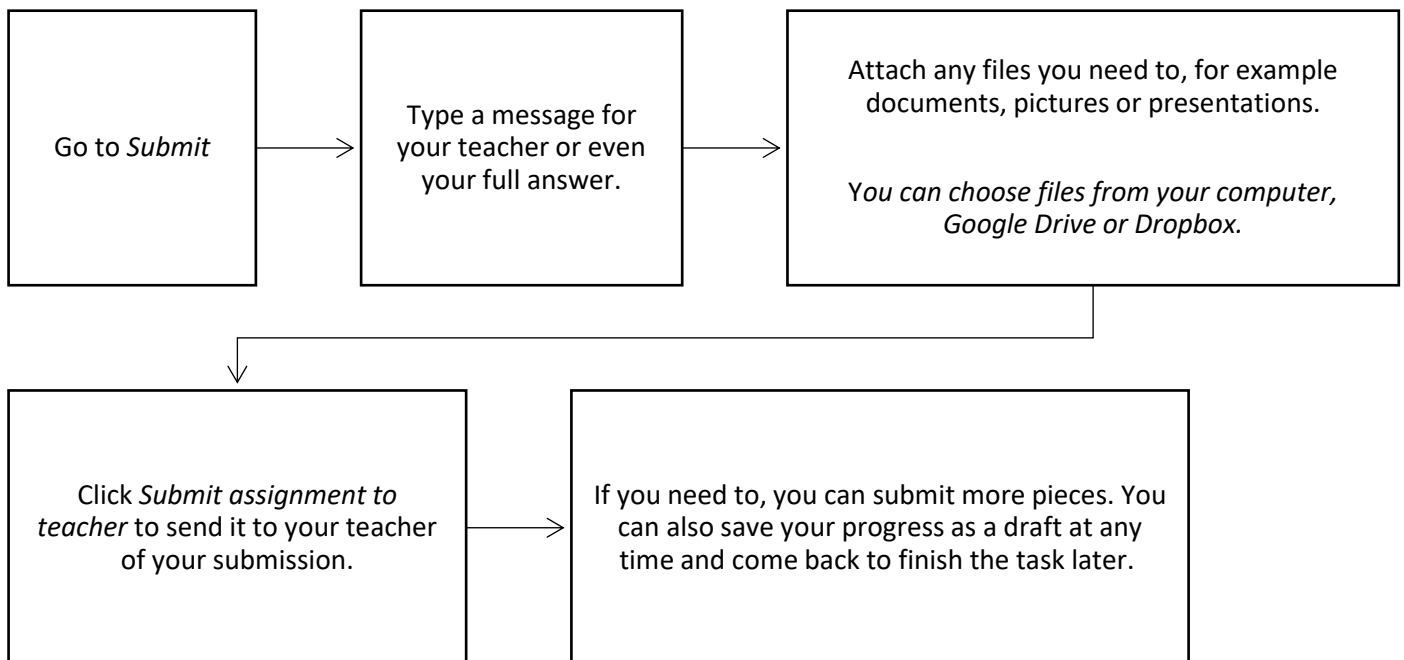 Go to Submit
Type a message for
your teacher or even
your full answer.
Attach any files you need to, for example
documents, pictures or presentations.
You can choose files from your computer,
Google Drive or Dropbox.
Click Submit assignment to
teacher to send it to your teacher
of your submission.
If you need to, you can submit more pieces. You
can also save your progress as a draft at any
time and come back to finish the task later.